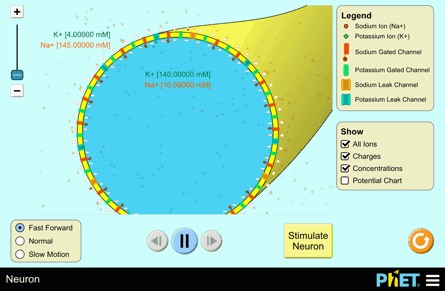 K+ [4.00000 mM]
Na+ [145.00000 mM]
K+ [140.00000 mM]
Na+ [10.00000 mM]
Legend
Sodium Ion (Na+)
Potassium Ion (K+)
Sodium Gated Channel
Potassium Gated Channel
Sodium Leak Channel
Potassium Leak Channel
Show
All Ions
Charges
Concentrations
Potential Chart
Fast Forward
Normal
Slow Motion
Stimulate
Neuron
Neuron
PhET